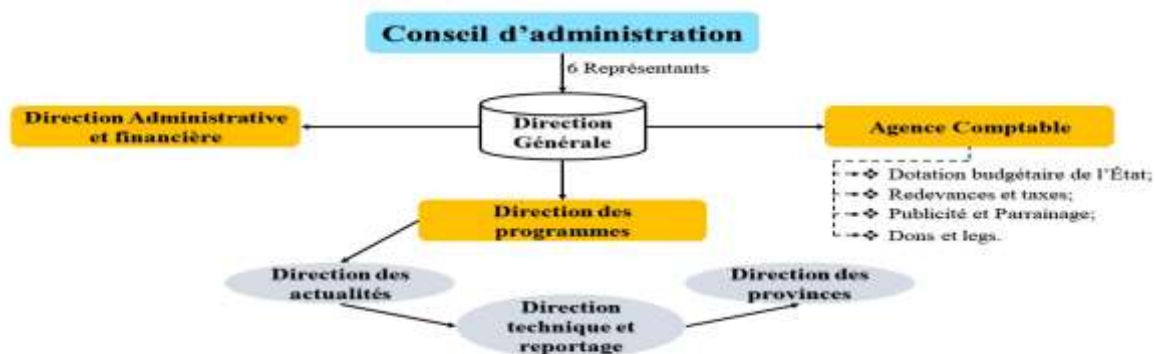 Conseil d'administration
6 Représentants
Direction Administrative
et financière
Direction
Générale
Agence Comptable
❖ Dotation budgétaire de l'État;
❖ Redevances et taxes;
❖ Publicité et Parrainage;
❖ Dons et legs.
Direction des
programmes
Direction des
actualités
Direction
technique et
reportage
Direction des
provinces